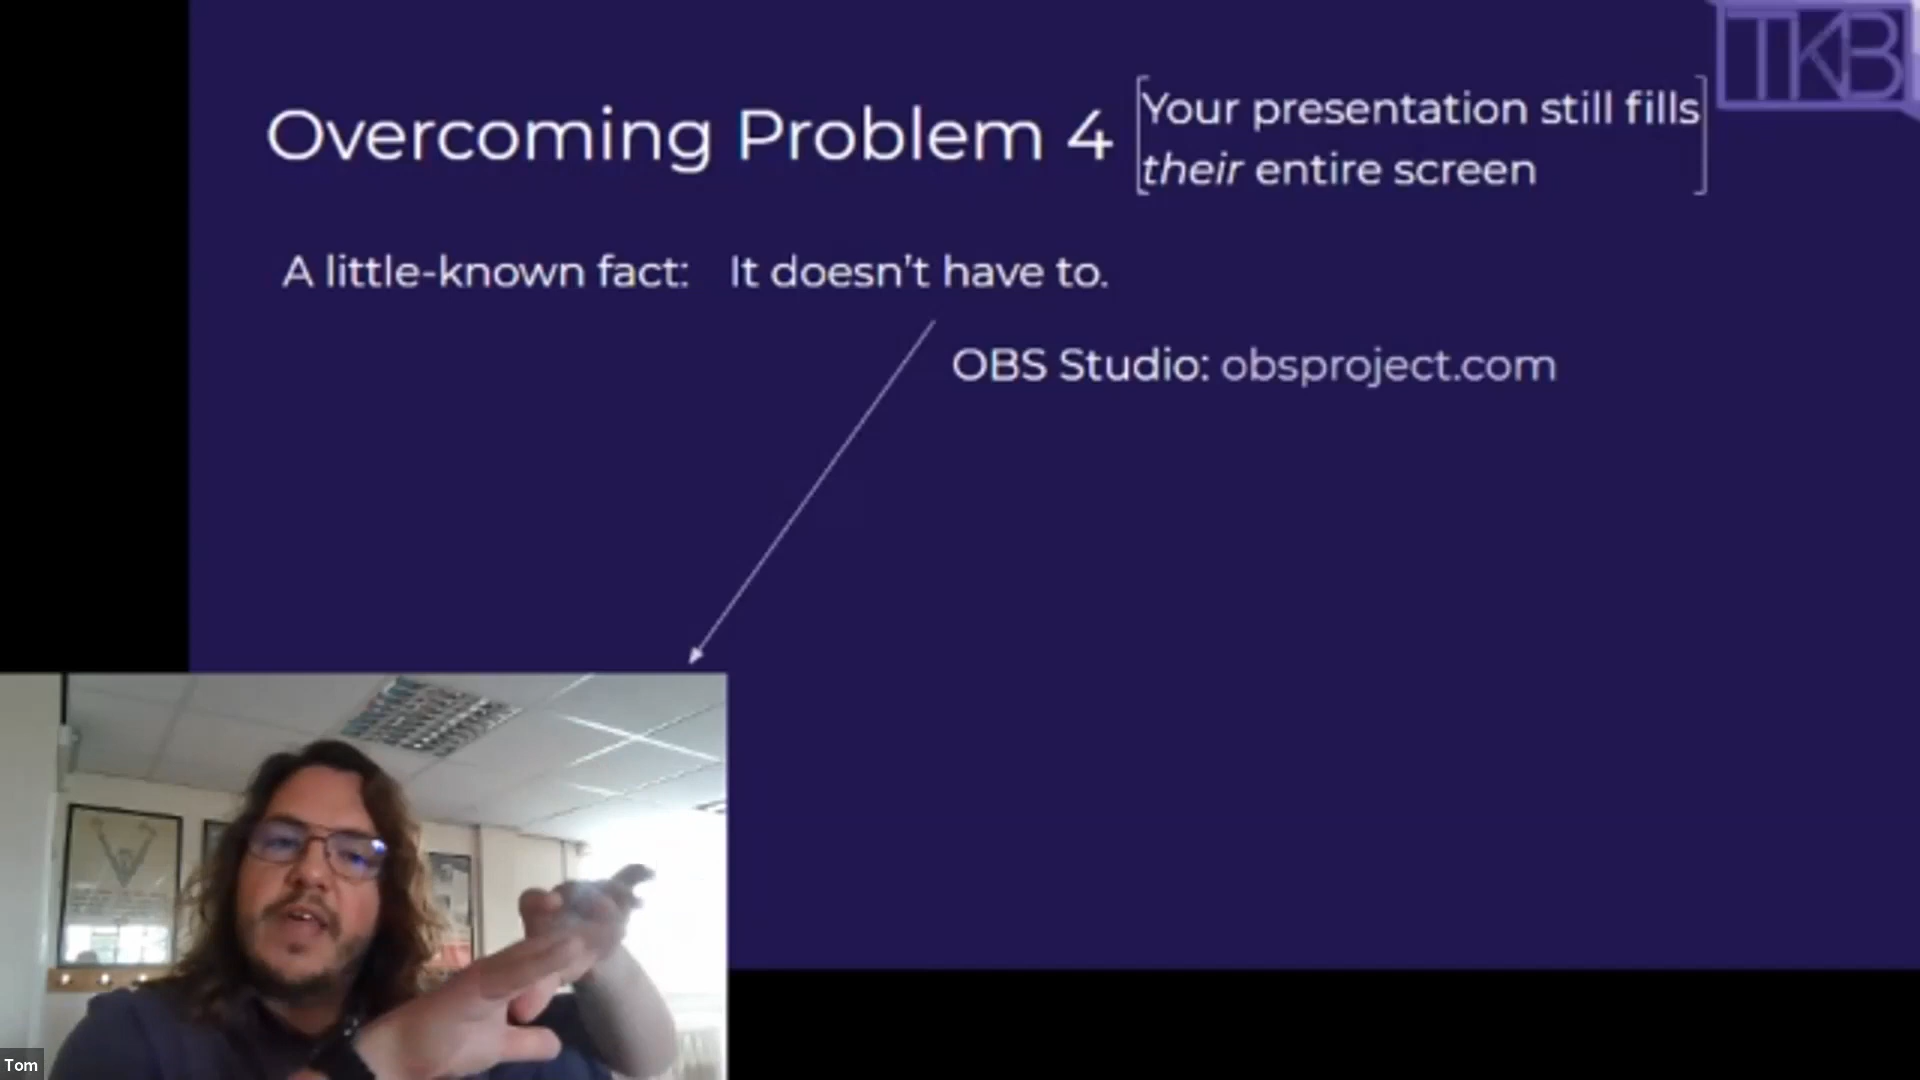 TKB
Overcoming Problem 4
Your presentation still fills
their entire screen
A little-known fact: It doesn't have to.
OBS Studio: obsproject.com
Tom